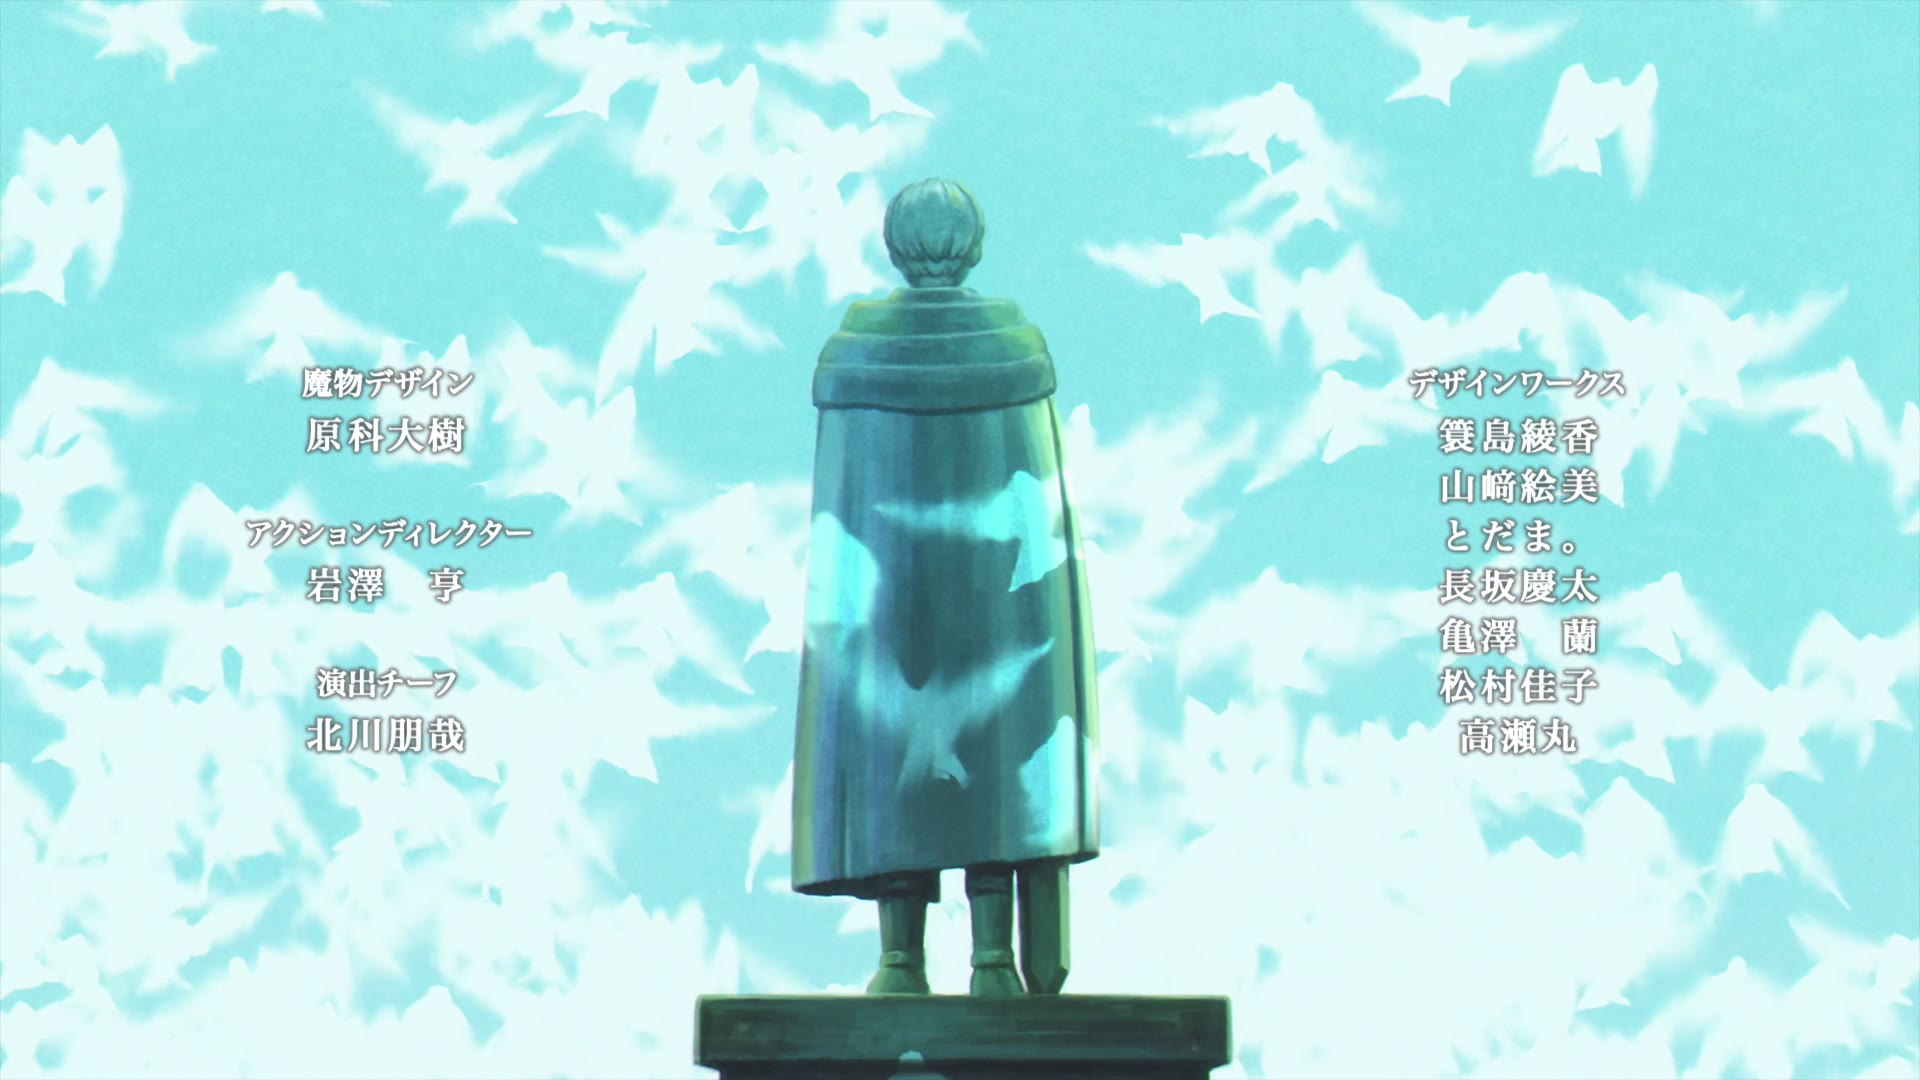 魔物デザイン
原科大樹
アクションディレクター
岩澤　亨
演出チーフ
北川朋哉
デザインワークス
簑島綾香
山﨑絵美
とだま。
長坂慶太
亀澤　蘭
松村佳子
高瀬丸